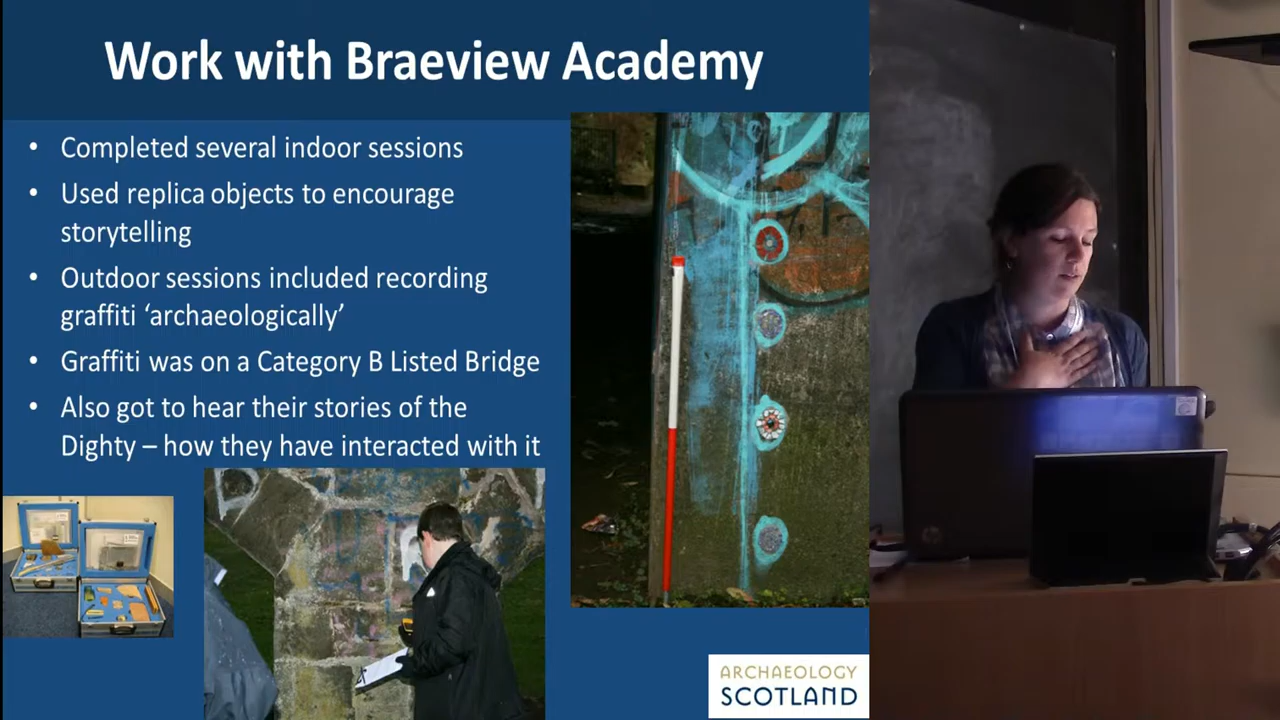 Work with Braeview Academy
• Completed several indoor sessions
• Used replica objects to encourage
storytelling
• Outdoor sessions included recording
graffiti ‘archaeologically’
• Graffiti was on a Category B Listed Bridge
• Also got to hear their stories of the
Dighty – how they have interacted with it
ARCHAEOLOGY
SCOTLAND
hp